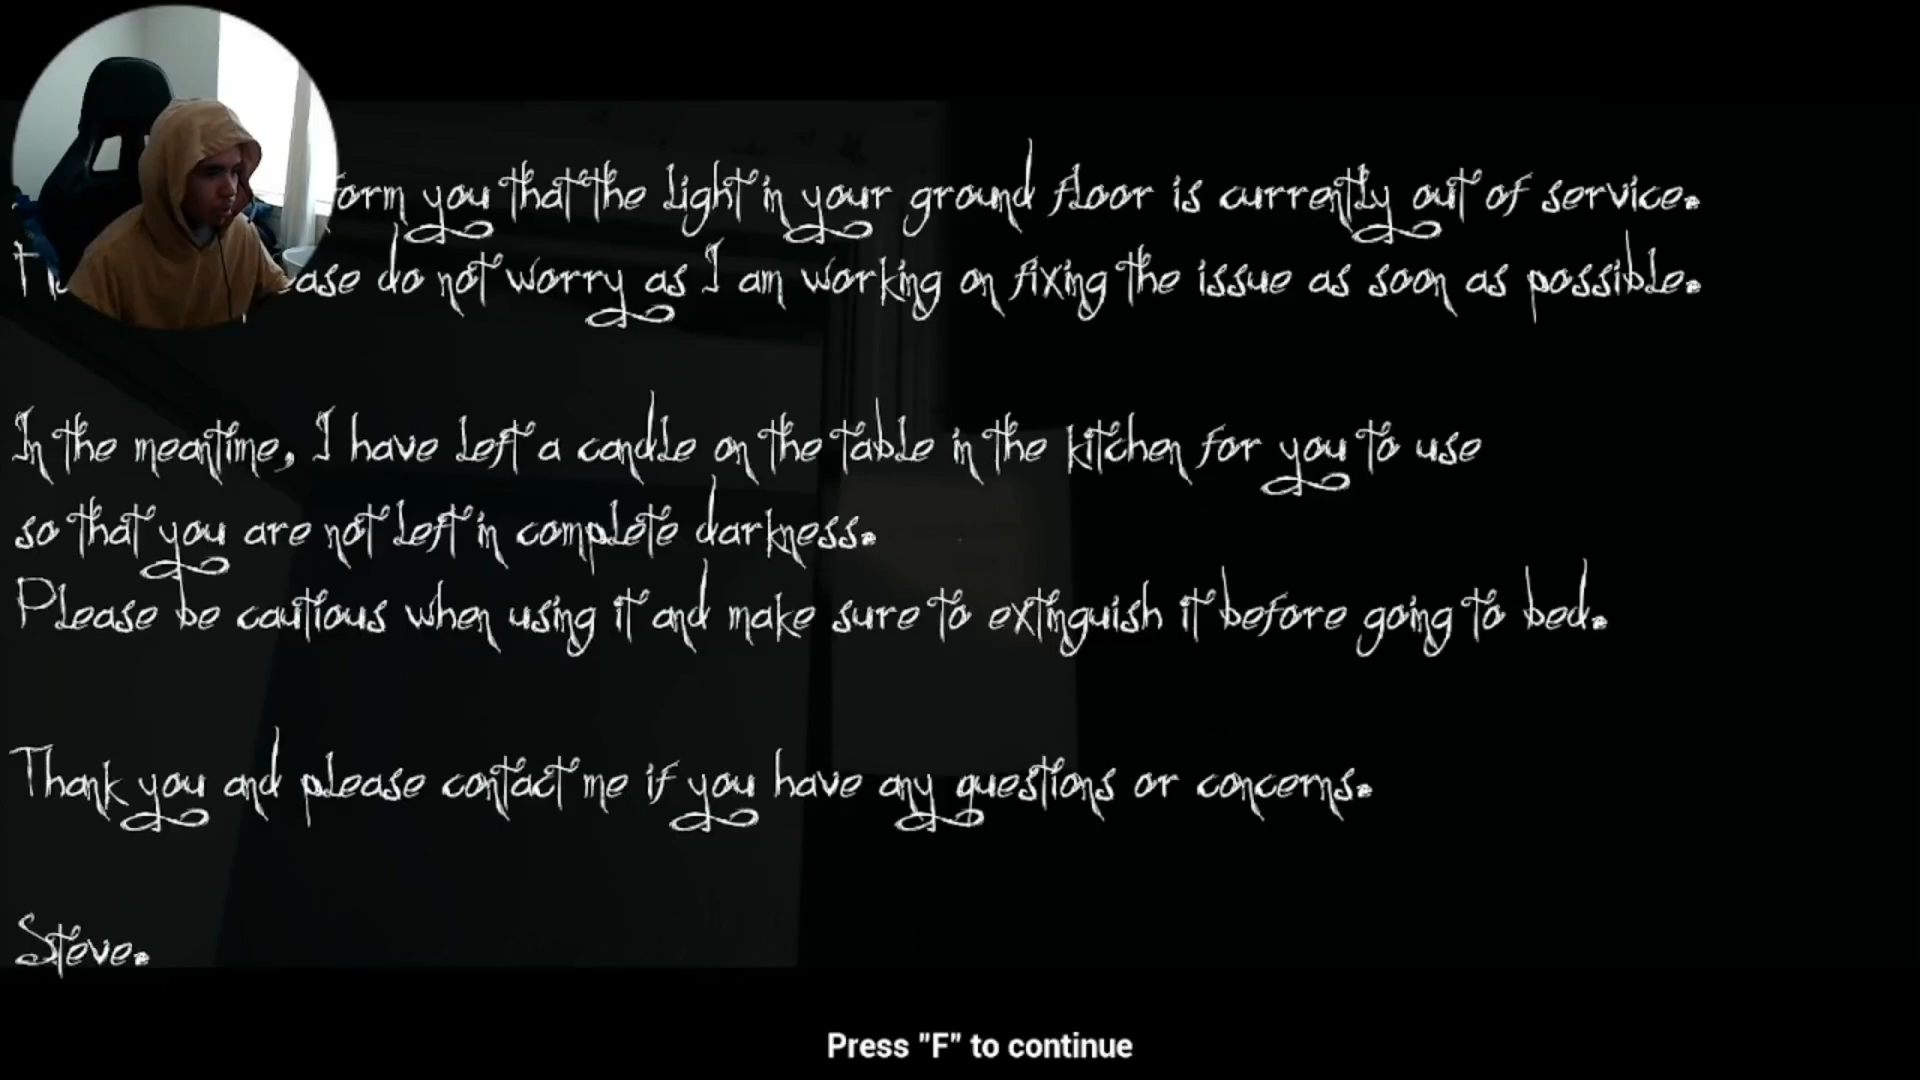 you that the light in your ground floor is currently out of service.
do not worry as I am working on fixing the issue as soon as possible.
In the meantime, I have left a candle on the table in the kitchen for you to use
so that you are not left in complete darkness.
Please be cautious when using it and make sure to extinguish it before going to bed.
Thank you and please contact me if you have any questions or concerns.
Steve.
Press "F" to continue